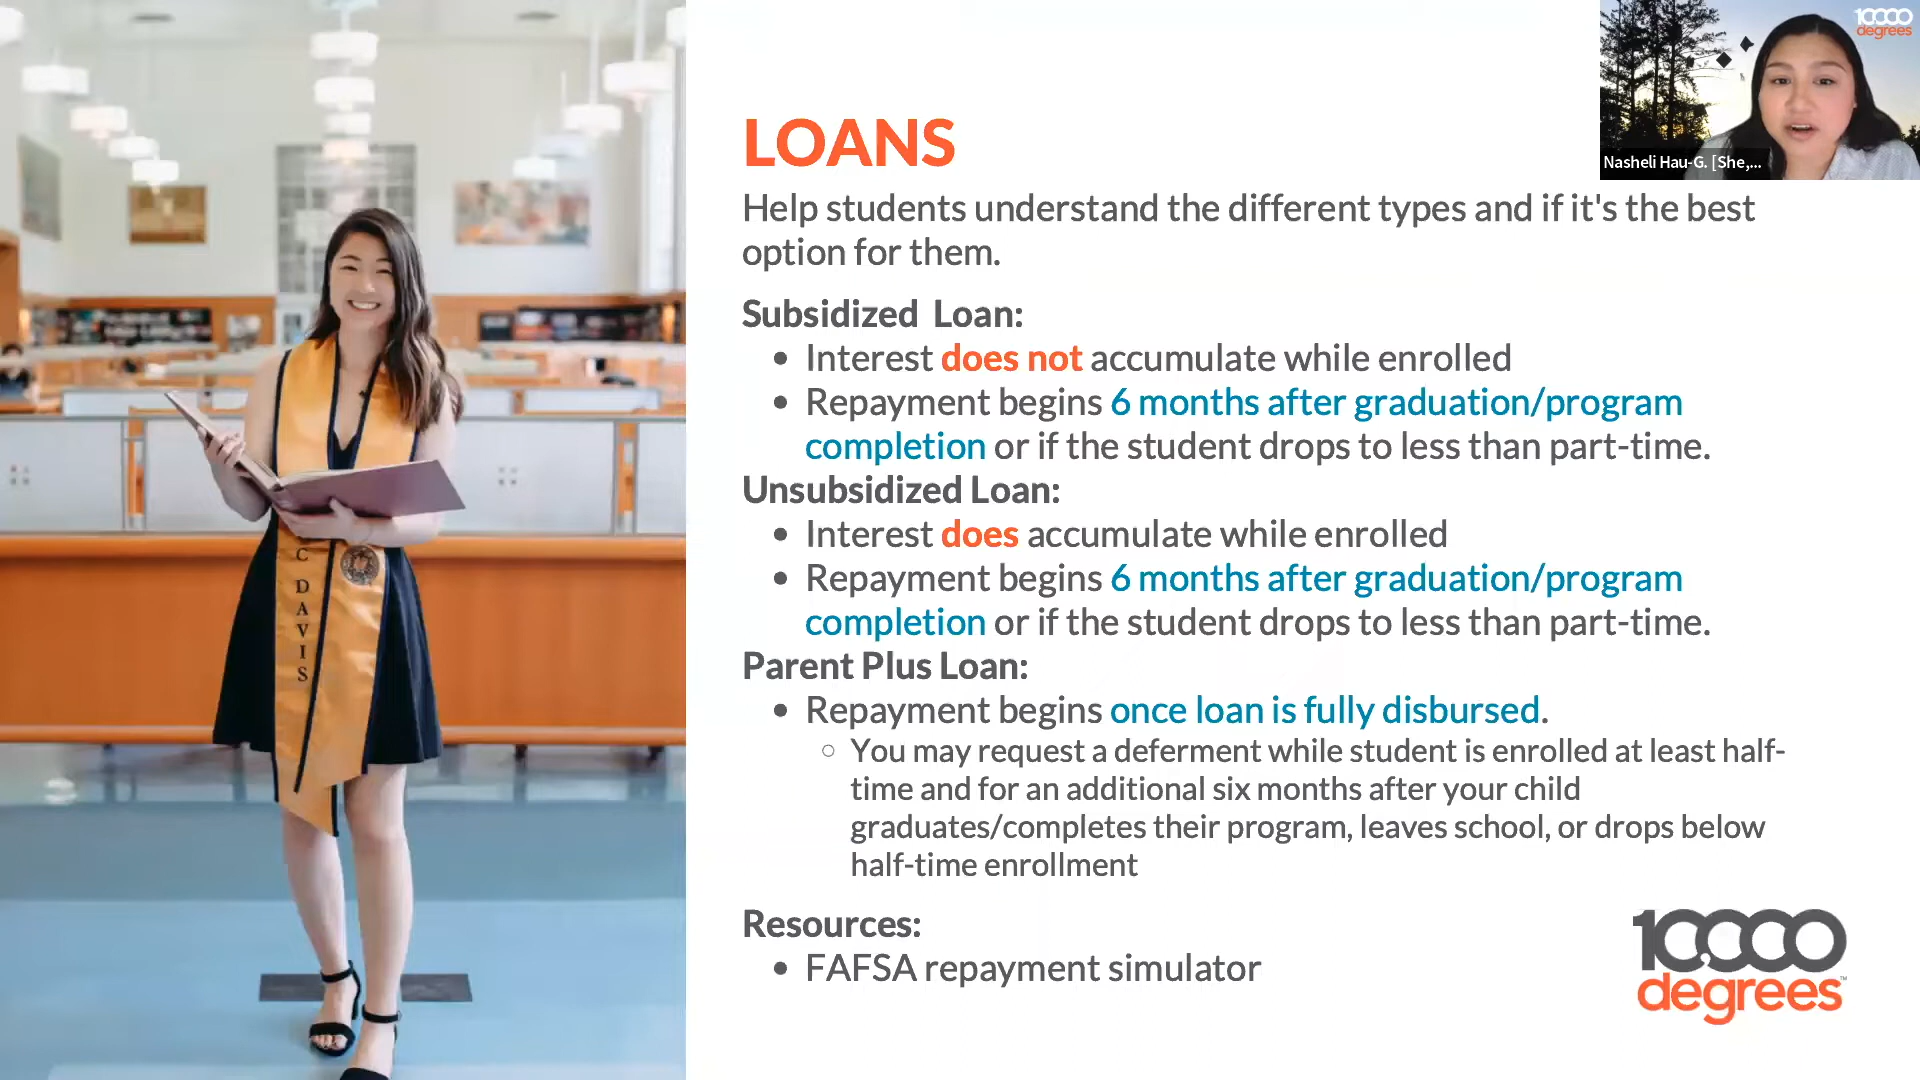 LOANS
Help students understand the different types and if it's the best
option for them.
Subsidized Loan:
• Interest does not accumulate while enrolled
• Repayment begins 6 months after graduation/program
completion or if the student drops to less than part-time.
Unsubsidized Loan:
• Interest does accumulate while enrolled
• Repayment begins 6 months after graduation/program
completion or if the student drops to less than part-time.
Parent Plus Loan:
• Repayment begins once loan is fully disbursed.
○ You may request a deferment while student is enrolled at least half-
time and for an additional six months after your child
graduates/completes their program, leaves school, or drops below
half-time enrollment
Resources:
• FAFSA repayment simulator
10,000
degrees™
10000
degrees
Nasheli Hau-G. [She,...
C DAVIS